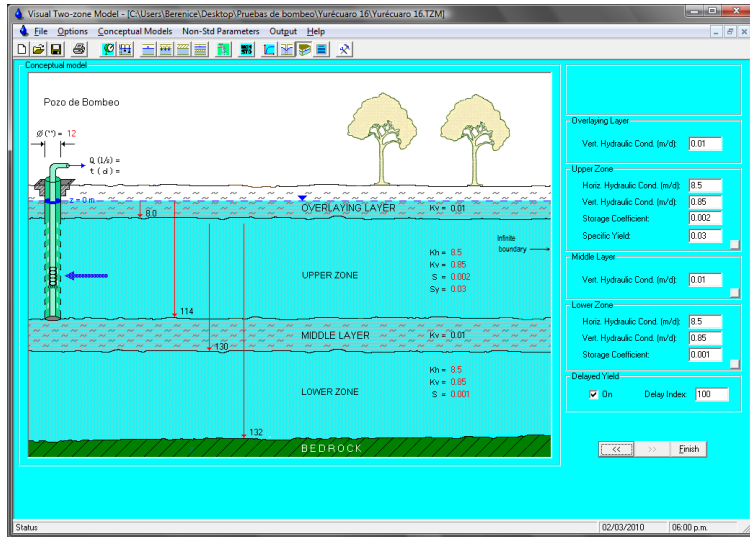 Visual Two-zone Model - [C:\Users\Berenice\Desktop\Pruebas de bombeo\Yurécuaro 16\Yurécuaro 16.TZM]
File Options Conceptual Models Non-Std Parameters Output Help
Conceptual model
Pozo de Bombeo
Ø ('') = 12
Q (L/s) =
t ( d ) =
z = 0 m
8.0
OVERLAYING LAYER Kv = 0.01
Infinite
boundary
UPPER ZONE
Kh = 8.5
Kv = 0.85
S = 0.002
Sy = 0.03
114
MIDDLE LAYER Kv = 0.01
130
LOWER ZONE
Kh = 8.5
Kv = 0.85
S = 0.001
132
BEDROCK
Overlaying Layer
Vert. Hydraulic Cond. (m/d): 0.01
Upper Zone
Horiz. Hydraulic Cond. (m/d): 8.5
Vert. Hydraulic Cond. (m/d): 0.85
Storage Coefficient: 0.002
Specific Yield: 0.03
Middle Layer
Vert. Hydraulic Cond. (m/d): 0.01
Lower Zone
Horiz. Hydraulic Cond. (m/d): 8.5
Vert. Hydraulic Cond. (m/d): 0.85
Storage Coefficient: 0.001
Delayed Yield
On Delay Index: 100
<< >> Finish
Status 02/03/2010 06:00 p.m.